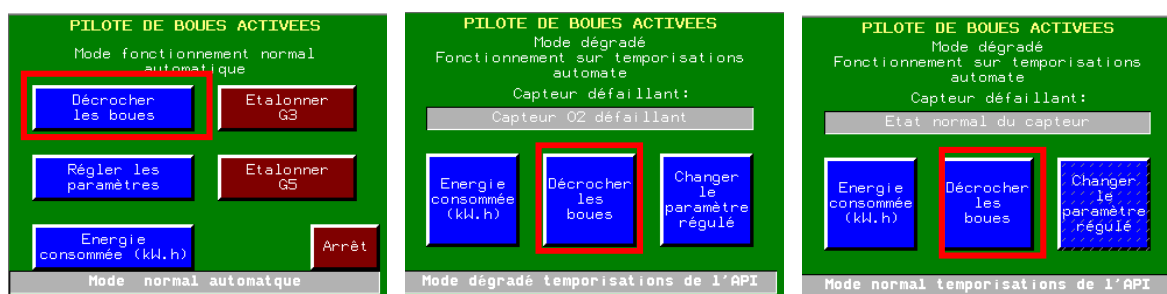 PILOTE DE BOUES ACTIVEES
Mode fonctionnement normal
automatique
Décrocher
les boues
Etalonner
G3
Régler les
paramètres
Etalonner
G5
Energie
consommée (kW.h)
Arrêt
Mode normal automatque
PILOTE DE BOUES ACTIVEES
Mode dégradé
Fonctionnement sur temporisations
automate
Capteur défaillant:
Capteur O2 défaillant
Energie
consommée
(kW.h)
Décrocher
les
boues
Changer
le
paramètre
régulé
Mode dégradé temporisations de l'API
PILOTE DE BOUES ACTIVEES
Mode dégradé
Fonctionnement sur temporisations
automate
Capteur défaillant:
Etat normal du capteur
Energie
consommée
(kW.h)
Décrocher
les
boues
Changer
le
paramètre
régulé
Mode normal temporisations de l'API